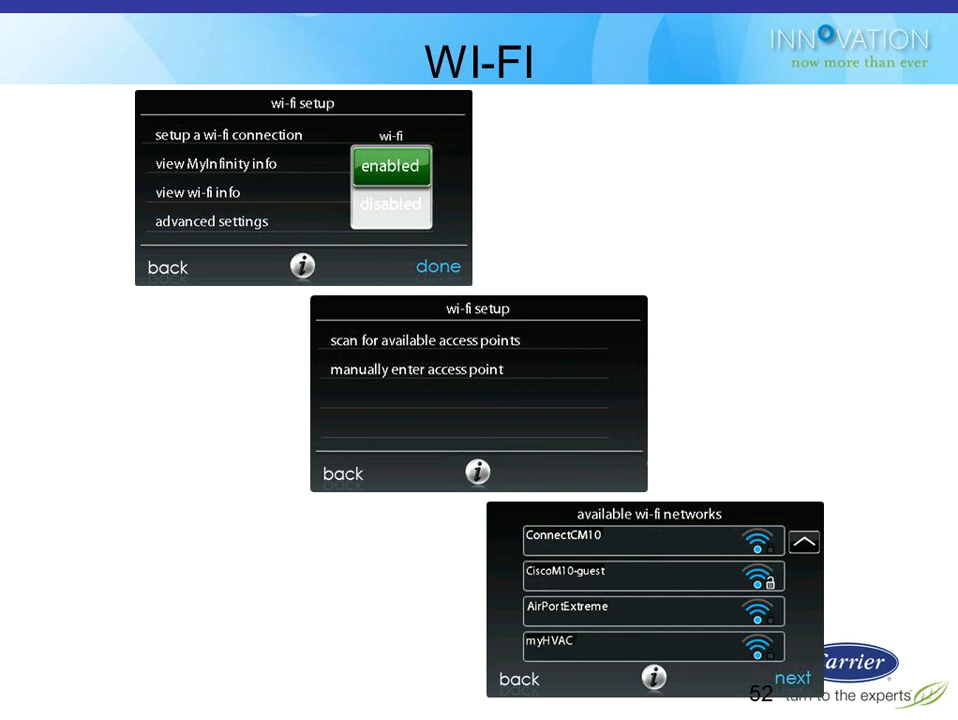 INNOVATION
now more than ever
WI-FI
wi-fi setup
setup a wi-fi connection
wi-fi
view MyInfinity info
enabled
view wi-fi info
disabled
advanced settings
back
done
wi-fi setup
scan for available access points
manually enter access point
back
available wi-fi networks
ConnectCM10
CiscoM10-guest
AirPortExtreme
myHVAC
back
next
Carrier
52
turn to the experts